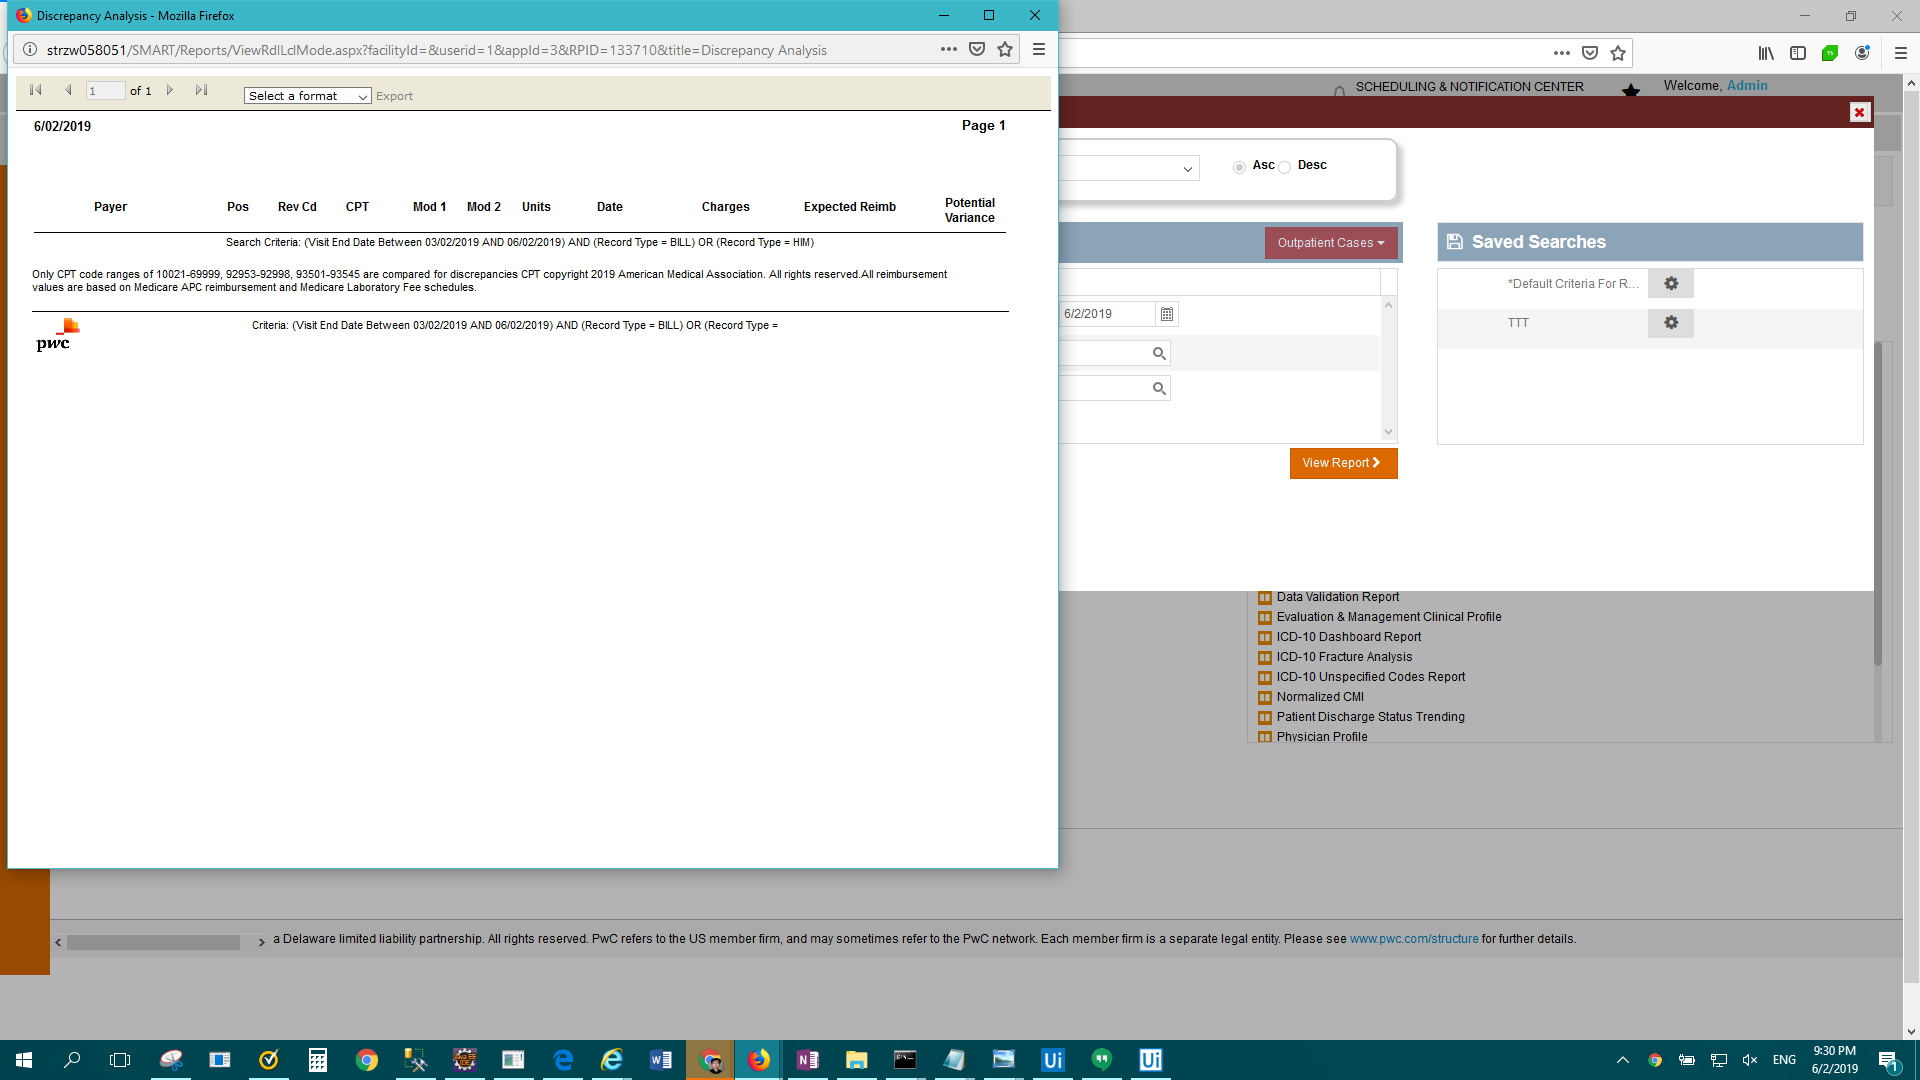 Discrepancy Analysis - Mozilla Firefox
strzw058051/SMART/Reports/ViewRdlLclMode.aspx?facilityId=&userid=1&appId=3&RPID=133710&title=Discrepancy Analysis
1 of 1 Select a format Export
6/02/2019 Page 1
Payer Pos Rev Cd CPT Mod 1 Mod 2 Units Date Charges Expected Reimb Potential Variance
Search Criteria: (Visit End Date Between 03/02/2019 AND 06/02/2019) AND (Record Type = BILL) OR (Record Type = HIM)
Only CPT code ranges of 10021-69999, 92953-92998, 93501-93545 are compared for discrepancies CPT copyright 2019 American Medical Association. All rights reserved.All reimbursement
values are based on Medicare APC reimbursement and Medicare Laboratory Fee schedules.
pwc
Criteria: (Visit End Date Between 03/02/2019 AND 06/02/2019) AND (Record Type = BILL) OR (Record Type =
SCHEDULING & NOTIFICATION CENTER
Welcome, Admin
Asc Desc
Outpatient Cases
Saved Searches
*Default Criteria For R...
TTT
6/2/2019
View Report
Data Validation Report
Evaluation & Management Clinical Profile
ICD-10 Dashboard Report
ICD-10 Fracture Analysis
ICD-10 Unspecified Codes Report
Normalized CMI
Patient Discharge Status Trending
Physician Profile
a Delaware limited liability partnership. All rights reserved. PwC refers to the US member firm, and may sometimes refer to the PwC network. Each member firm is a separate legal entity. Please see www.pwc.com/structure for further details.
Ui
Ui
ENG
9:30 PM
6/2/2019
1